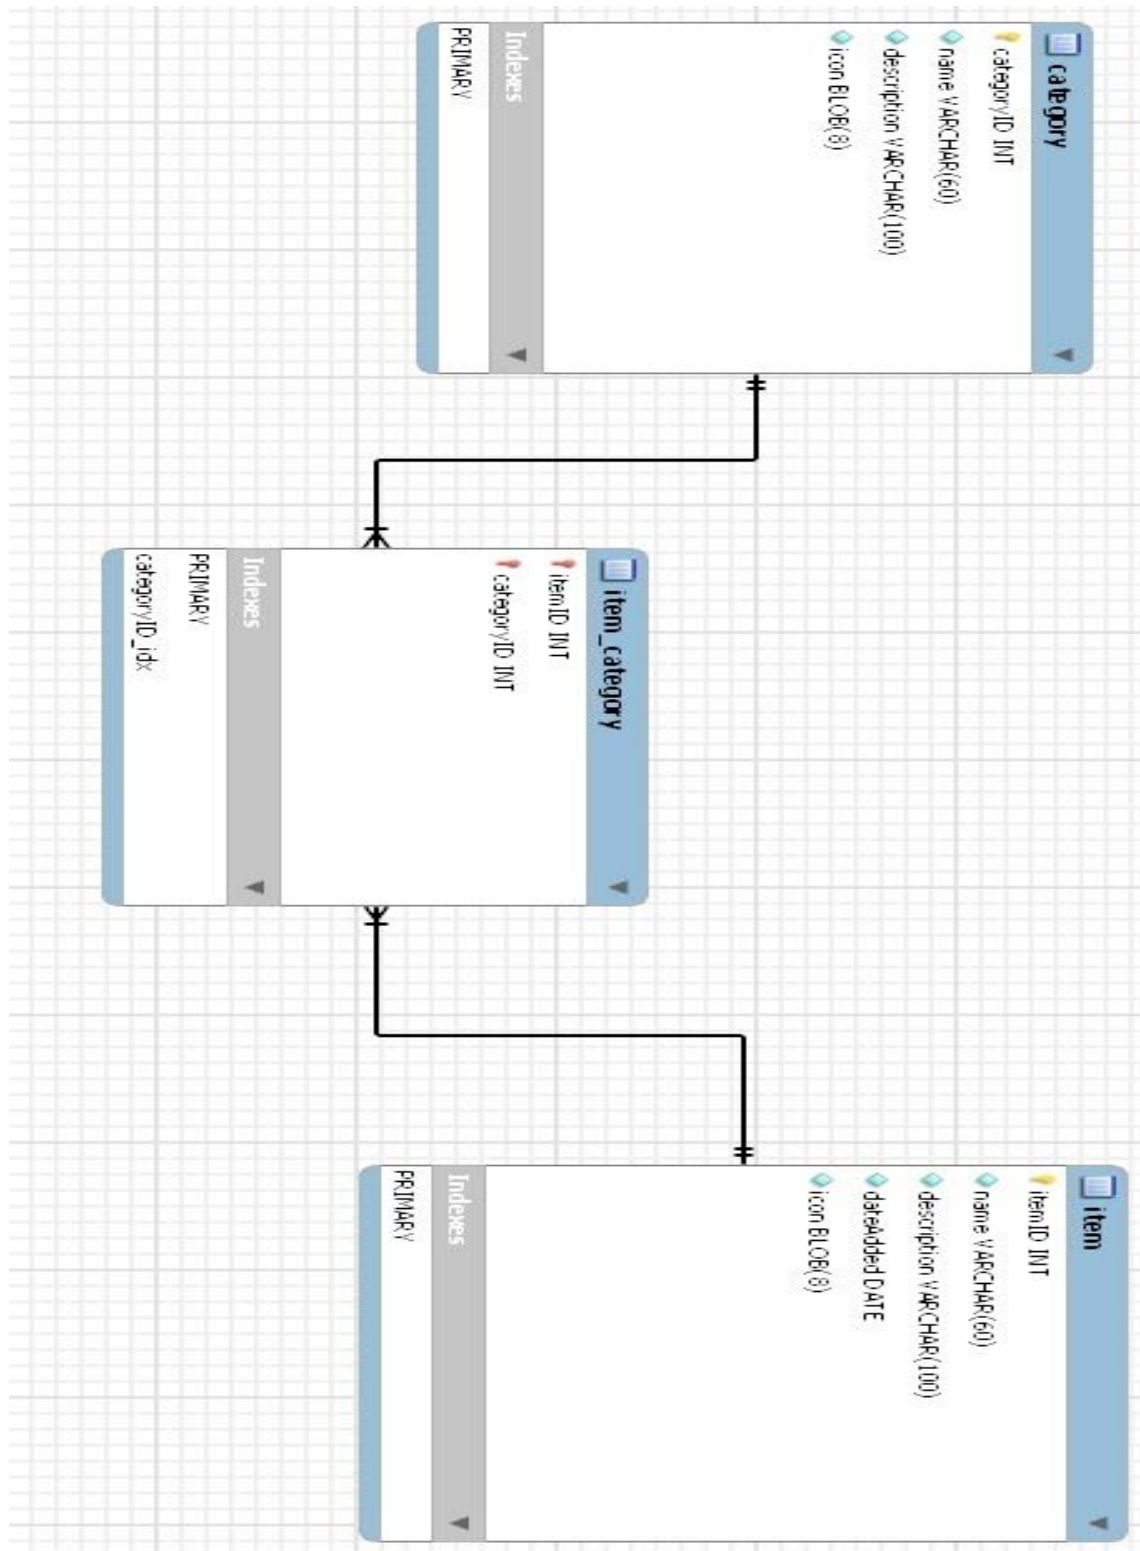 category
categoryID INT
name VARCHAR(60)
description VARCHAR(100)
icon BLOB(8)
Indexes
PRIMARY
item_category
itemID INT
categoryID INT
Indexes
PRIMARY
categoryID_idx
item
itemID INT
name VARCHAR(60)
description VARCHAR(100)
dateAdded DATE
icon BLOB(8)
Indexes
PRIMARY